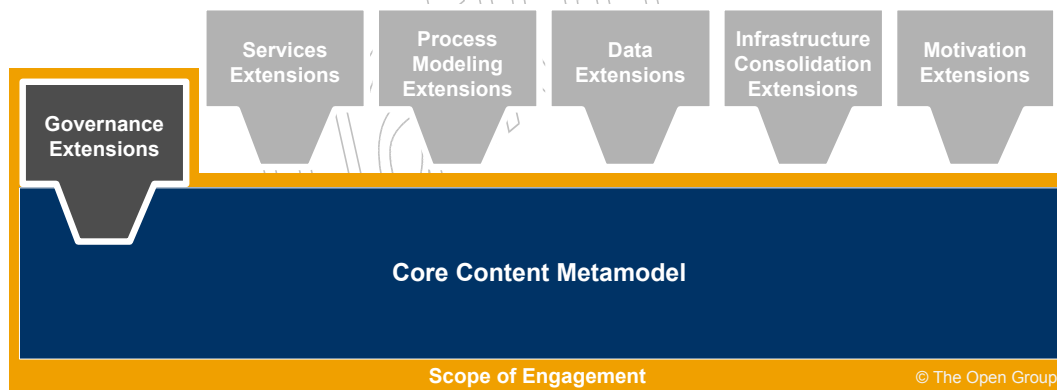 Services
Extensions
Process
Modeling
Extensions
Data
Extensions
Infrastructure
Consolidation
Extensions
Motivation
Extensions
Governance
Extensions
Core Content Metamodel
Scope of Engagement
© The Open Group